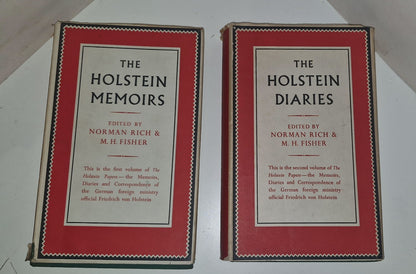 THE
HOLSTEIN
MEMOIRS
EDITED BY
NORMAN RICH &
M. H. FISHER
This is the first volume of The
Holstein Papers—the Memoirs,
Diaries and Correspondence of
the German foreign ministry
official Friedrich von Holstein
THE
HOLSTEIN
DIARIES
EDITED BY
NORMAN RICH &
M. H. FISHER
This is the second volume of The
Holstein Papers—the Memoirs,
Diaries and Correspondence of
the German foreign ministry
official Friedrich von Holstein